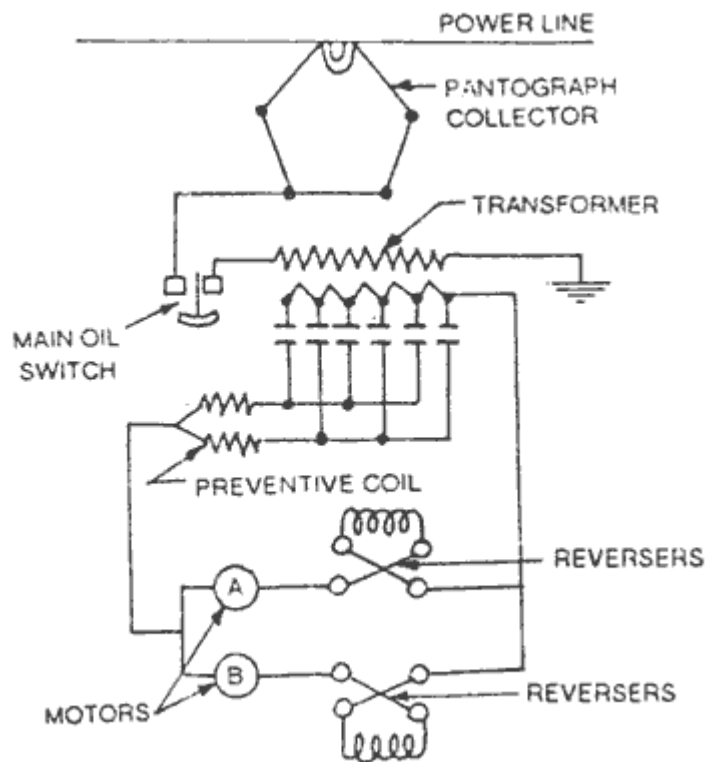 POWER LINE
PANTOGRAPH
COLLECTOR
TRANSFORMER
MAIN OIL
SWITCH
PREVENTIVE COIL
REVERSERS
A
B
REVERSERS
MOTORS